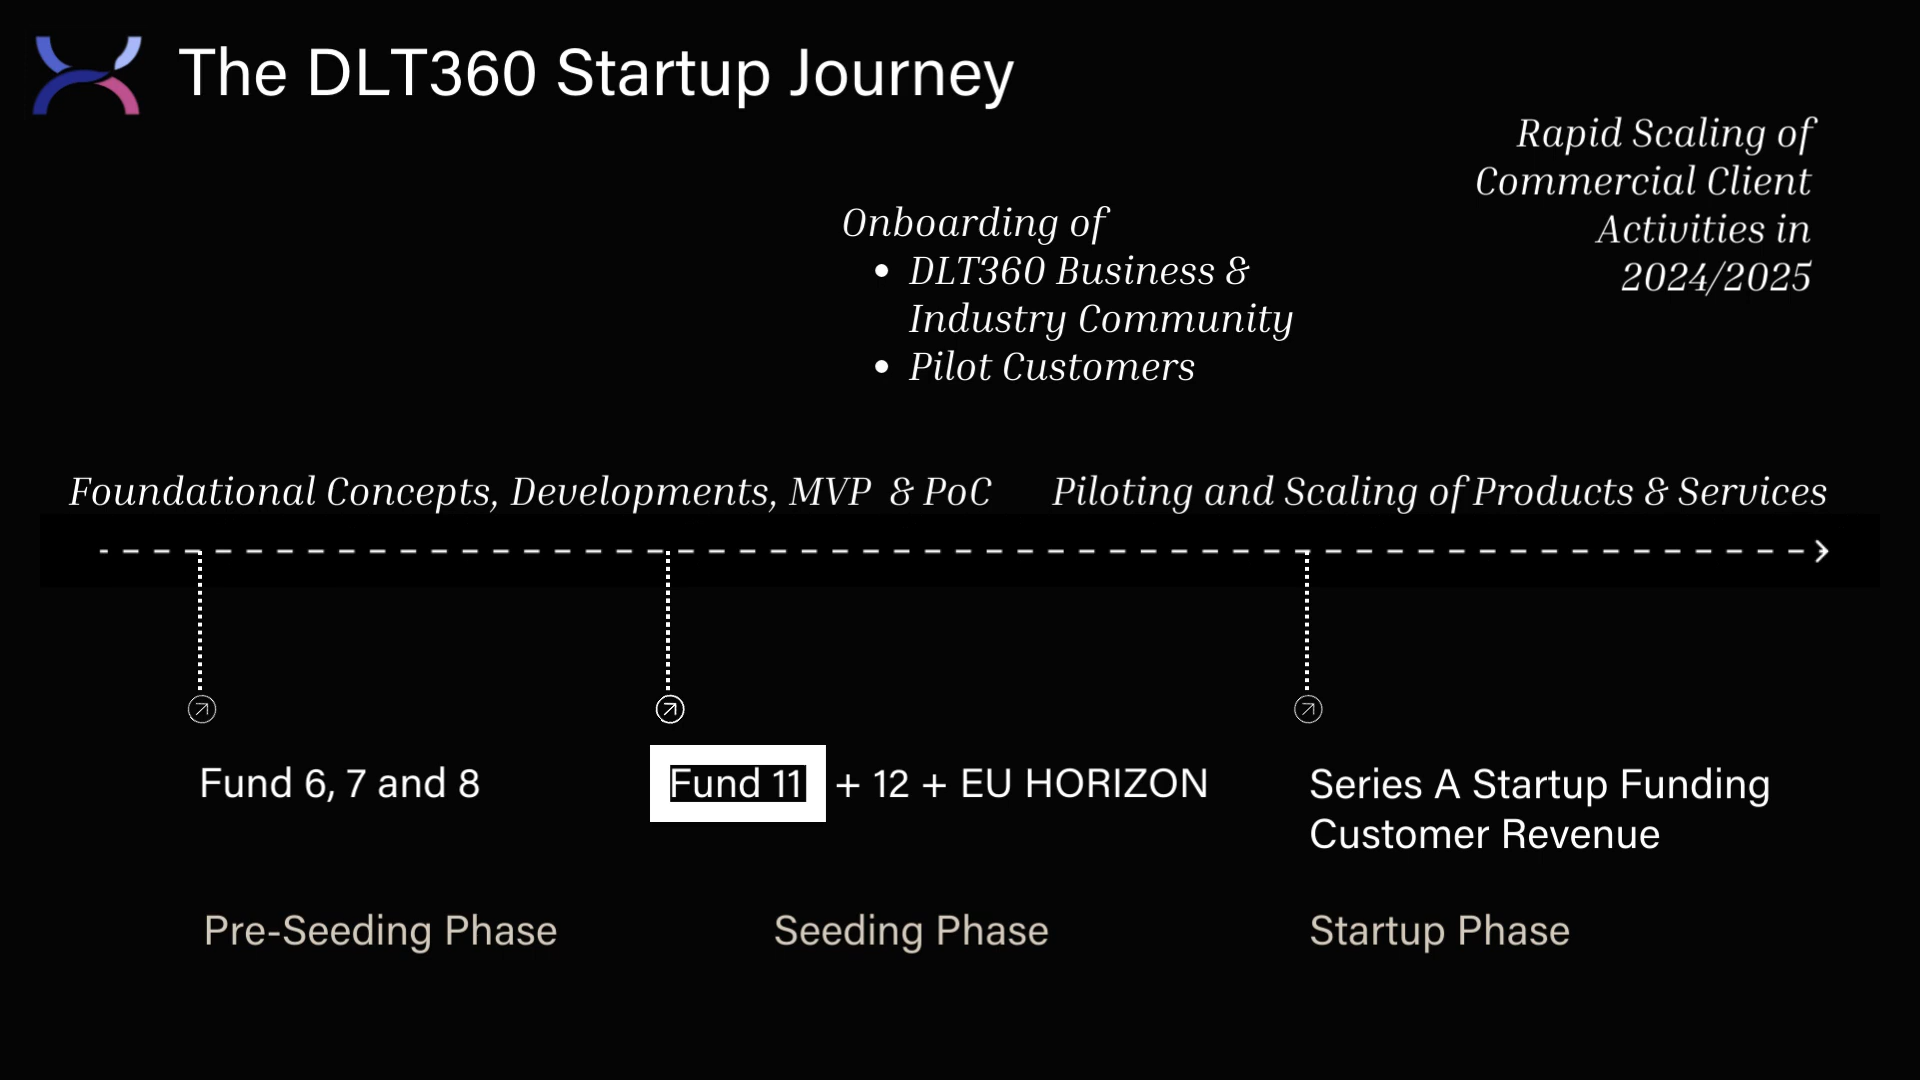 The DLT360 Startup Journey
Rapid Scaling of
Commercial Client
Activities in
2024/2025
Onboarding of
• DLT360 Business &
Industry Community
• Pilot Customers
Foundational Concepts, Developments, MVP & PoC
Piloting and Scaling of Products & Services
Fund 6, 7 and 8
Fund 11 + 12 + EU HORIZON
Series A Startup Funding
Customer Revenue
Pre-Seeding Phase
Seeding Phase
Startup Phase